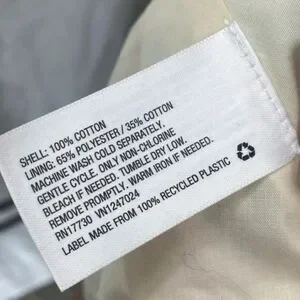 SHELL: 100% COTTON
LINING: 65% POLYESTER / 35% COTTON
MACHINE WASH COLD SEPARATELY.
GENTLE CYCLE. ONLY NON-CHLORINE
BLEACH IF NEEDED. TUMBLE DRY LOW.
REMOVE PROMPTLY. WARM IRON IF NEEDED.
RN17730 VN1247024
LABEL MADE FROM 100% RECYCLED PLASTIC